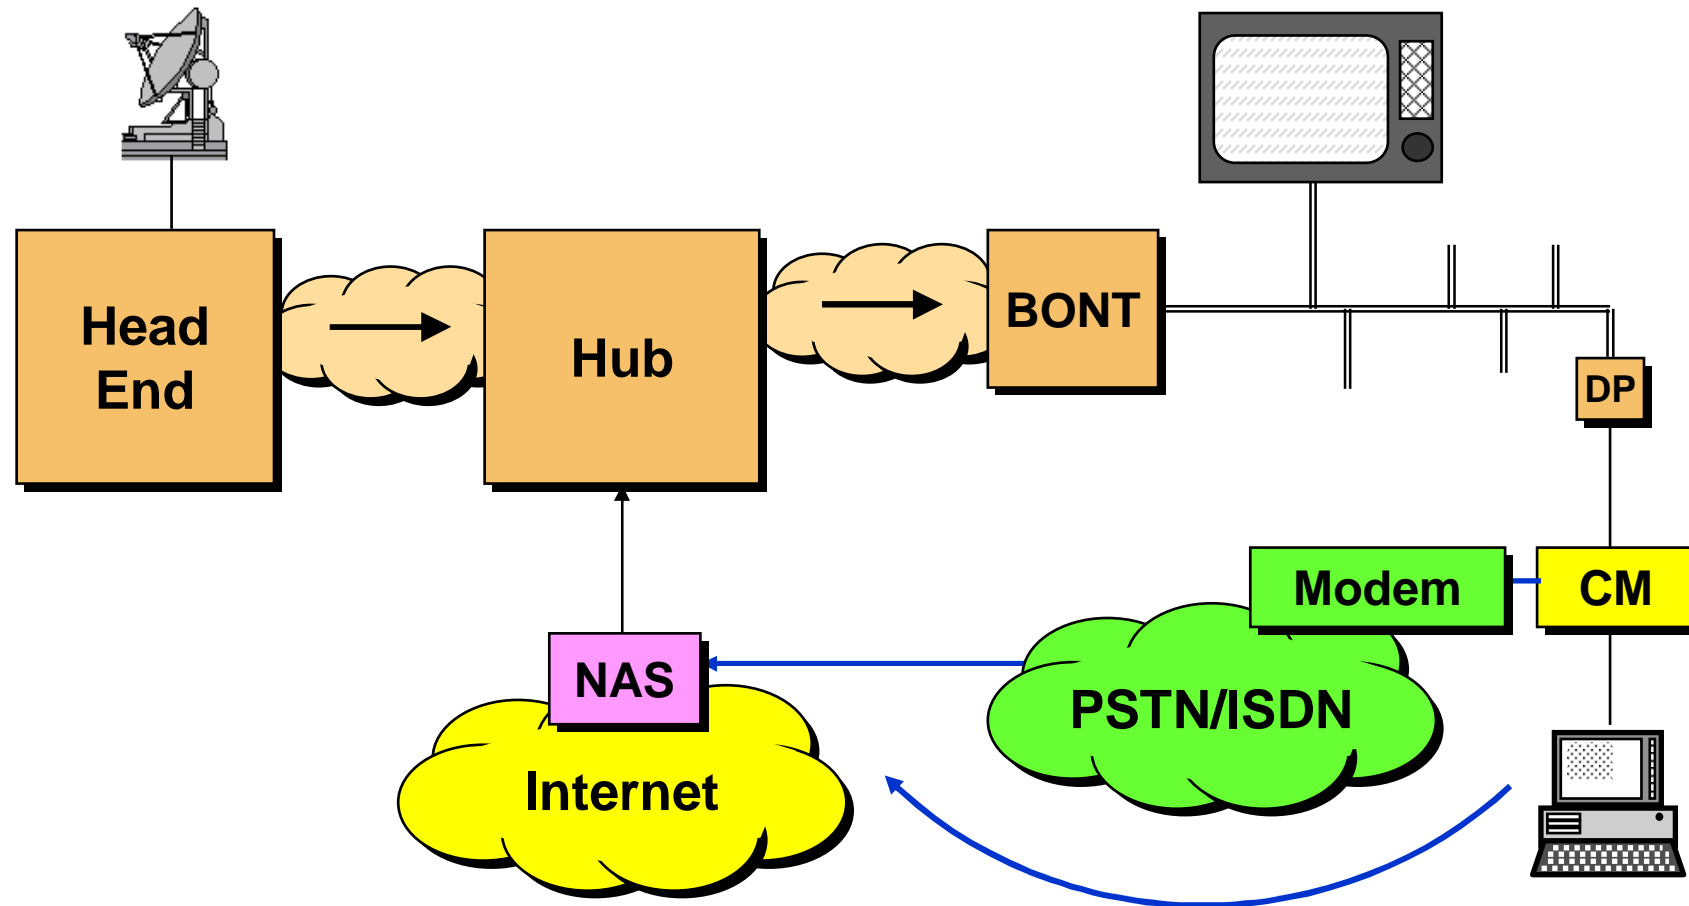 Head
End
Hub
BONT
DP
Modem
CM
NAS
PSTN/ISDN
Internet